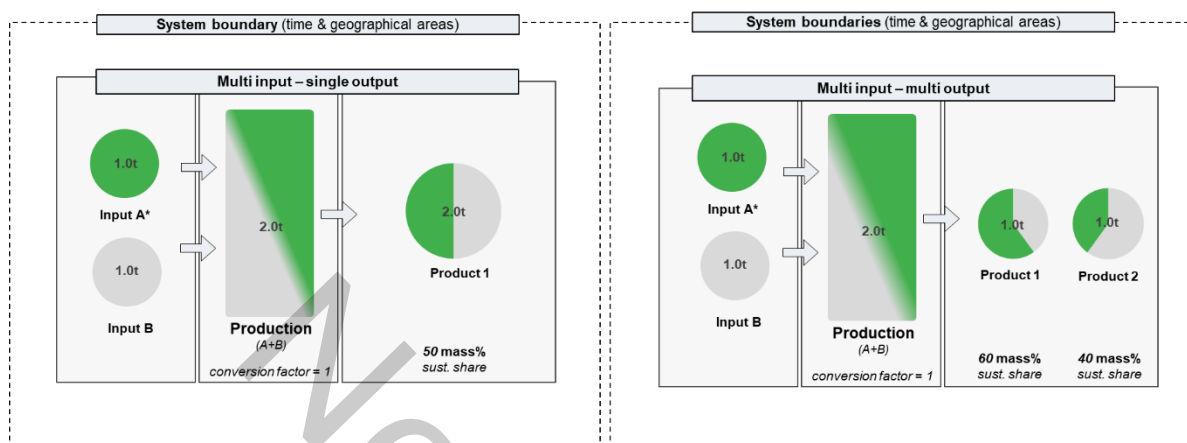 System boundary (time & geographical areas)
Multi input – single output
1.0t
Input A*
1.0t
Input B
2.0t
Production
(A+B)
conversion factor = 1
2.0t
Product 1
50 mass%
sust. share
System boundaries (time & geographical areas)
Multi input – multi output
1.0t
Input A*
1.0t
Input B
2.0t
Production
(A+B)
conversion factor = 1
1.0t
Product 1
60 mass%
sust. share
1.0t
Product 2
40 mass%
sust. share